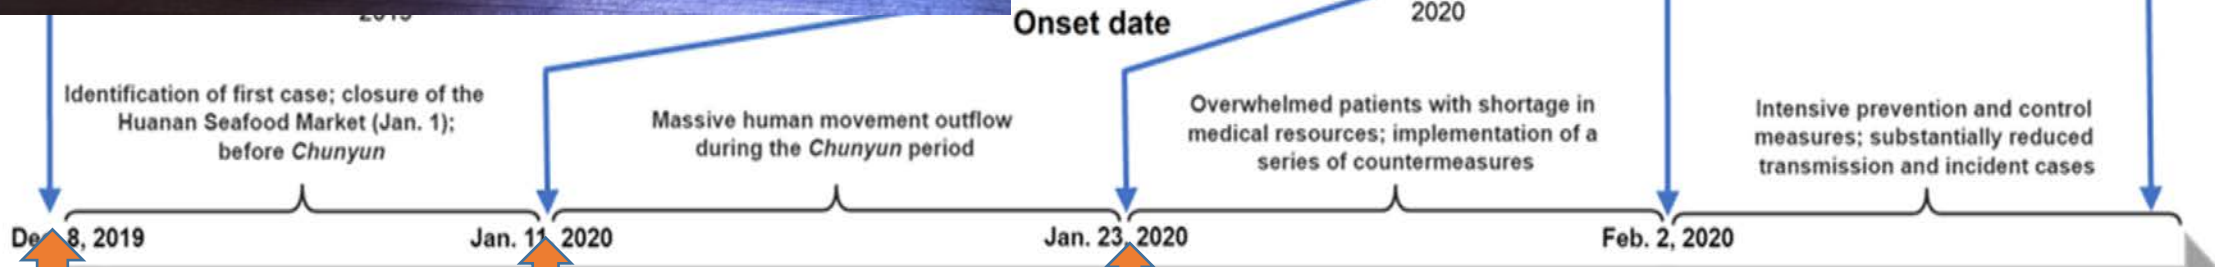 Onset date
2020
Identification of first case; closure of the
Huanan Seafood Market (Jan. 1);
before Chunyun
Massive human movement outflow
during the Chunyun period
Overwhelmed patients with shortage in
medical resources; implementation of a
series of countermeasures
Intensive prevention and control
measures; substantially reduced
transmission and incident cases
8, 2019
Jan. 11, 2020
Jan. 23, 2020
Feb. 2, 2020